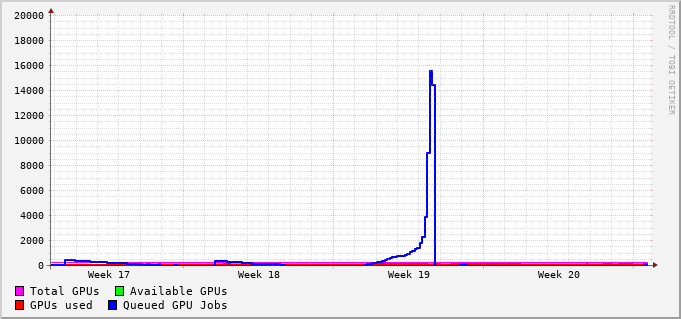 20000
18000
16000
14000
12000
10000
8000
6000
4000
2000
0
Week 17 Week 18 Week 19 Week 20
Total GPUs Available GPUs
GPUs used Queued GPU Jobs
RRDTOOL / TOBI OETIKER